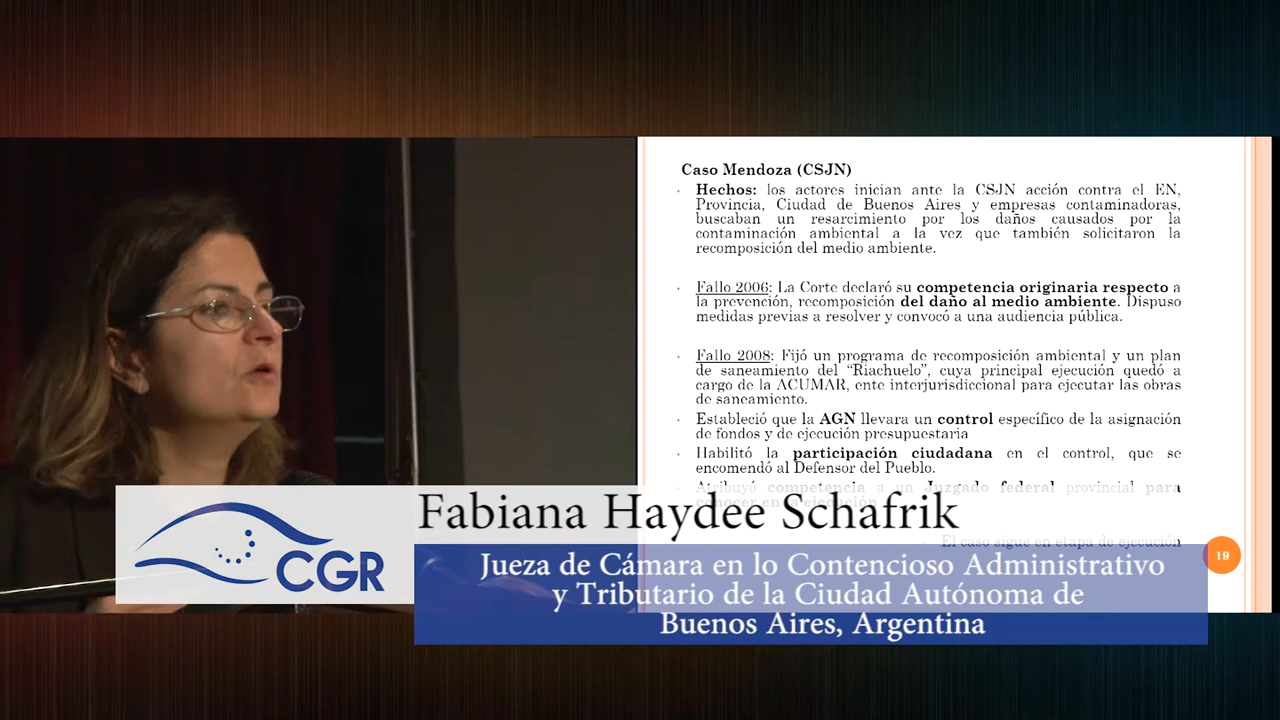 Caso Mendoza (CSJN)
Hechos: los actores inician ante la CSJN acción contra el EN,
Provincia, Ciudad de Buenos Aires y empresas contaminadoras,
buscaban un resarcimiento por los daños causados por la
contaminación ambiental a la vez que también solicitaron la
recomposición del medio ambiente.
Fallo 2006: La Corte declaró su competencia originaria respecto a
la prevención, recomposición del daño al medio ambiente. Dispuso
medidas previas a resolver y convocó a una audiencia pública.
Fallo 2008: Fijó un programa de recomposición ambiental y un plan
de saneamiento del “Riachuelo”, cuya principal ejecución quedó a
cargo de la ACUMAR, ente interjurisdiccional para ejecutar las obras
de saneamiento.
Estableció que la AGN llevara un control específico de la asignación
de fondos y de ejecución presupuestaria
Habilitó la participación ciudadana en el control, que se
encomendó al Defensor del Pueblo.
Atribuyó competencia a un Juzgado federal provincial para
conocer en la ejecución
El caso sigue en etapa de ejecución
19
CGR
Fabiana Haydee Schafrik
Jueza de Cámara en lo Contencioso Administrativo
y Tributario de la Ciudad Autónoma de
Buenos Aires, Argentina